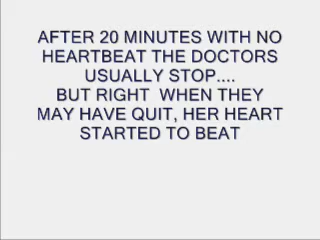 AFTER 20 MINUTES WITH NO
HEARTBEAT THE DOCTORS
USUALLY STOP....
BUT RIGHT  WHEN THEY
MAY HAVE QUIT, HER HEART
STARTED TO BEAT